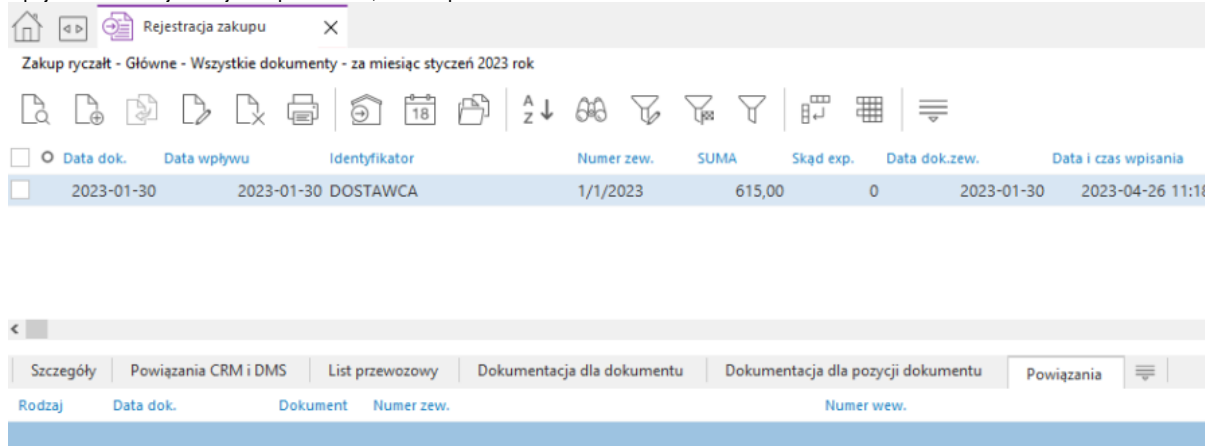 Rejestracja zakupu
Zakup ryczałt - Główne - Wszystkie dokumenty - za miesiąc styczeń 2023 rok
18
A
Z
Data dok. Data wpływu Identyfikator Numer zew. SUMA Skąd exp. Data dok.zew. Data i czas wpisania
2023-01-30 2023-01-30 DOSTAWCA 1/1/2023 615,00 0 2023-01-30 2023-04-26 11:18
Szczegóły Powiązania CRM i DMS List przewozowy Dokumentacja dla dokumentu Dokumentacja dla pozycji dokumentu Powiązania
Rodzaj Data dok. Dokument Numer zew. Numer wew.